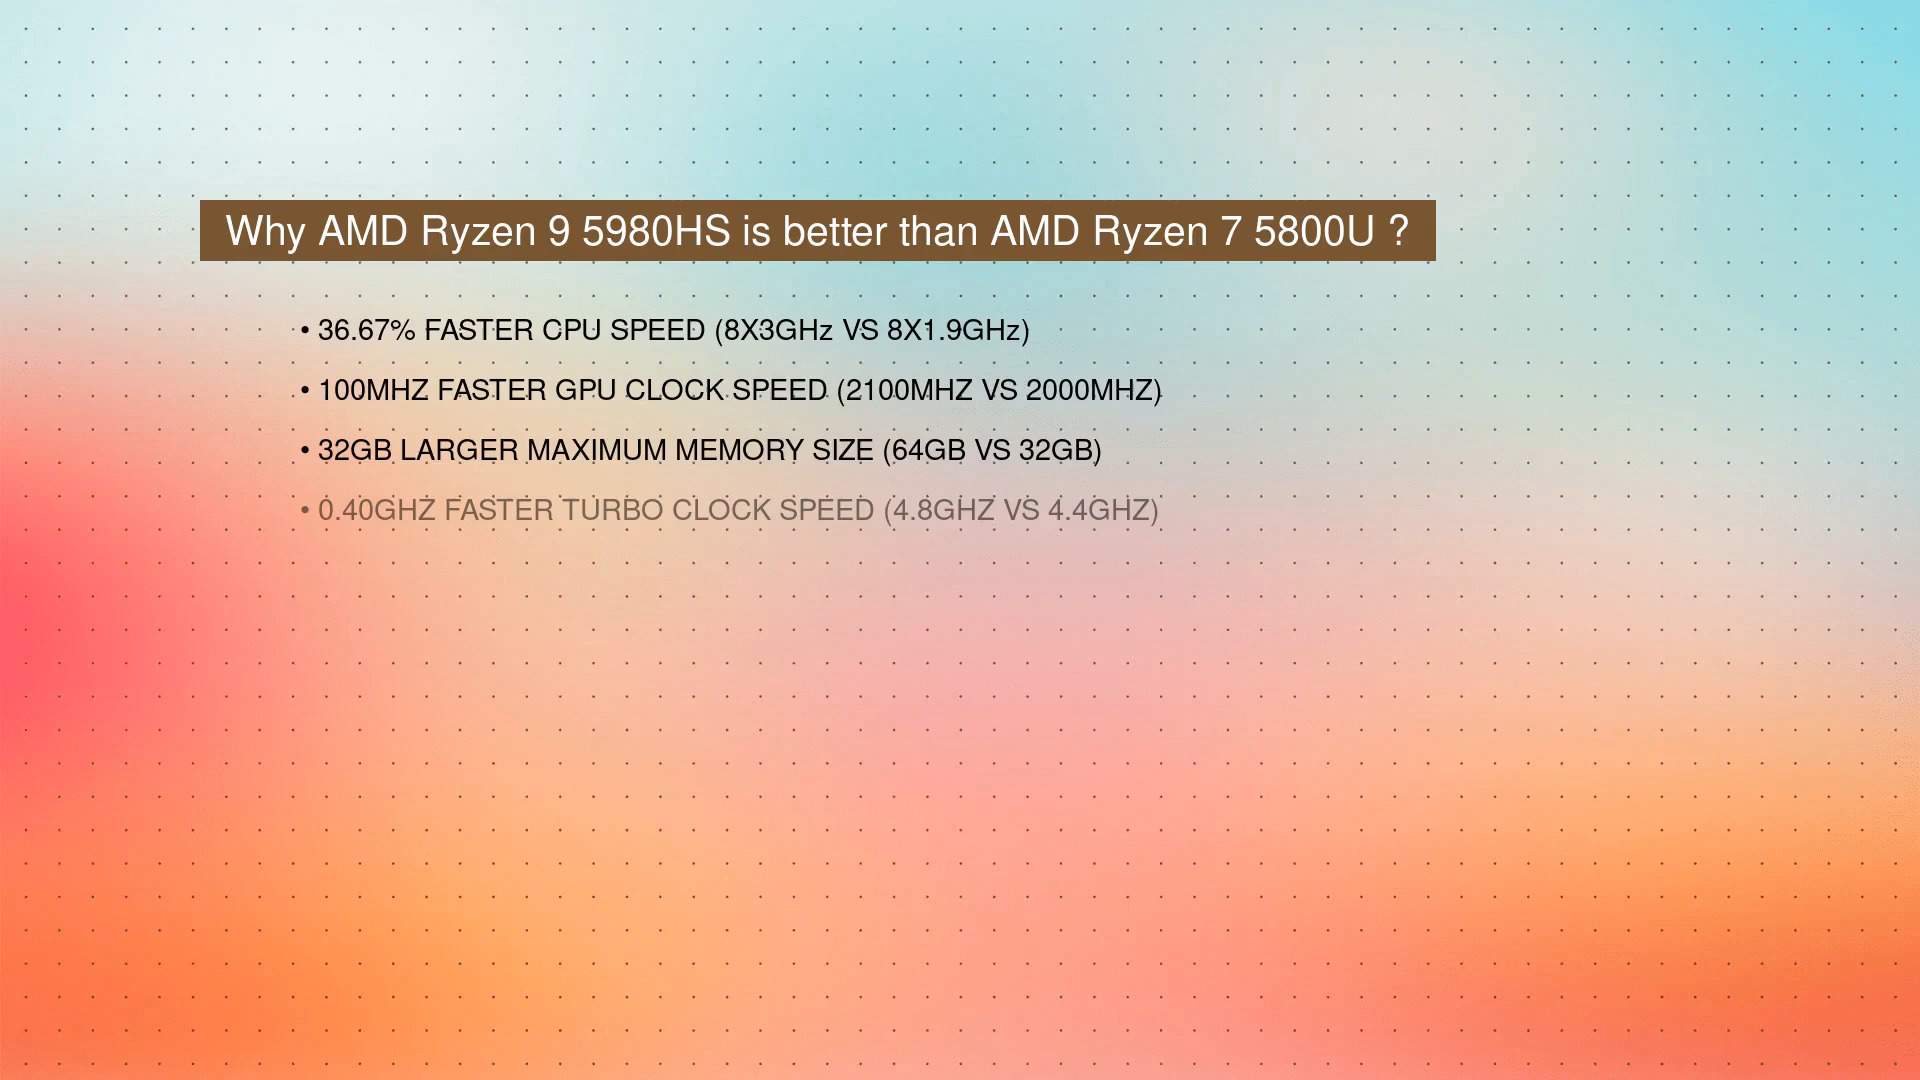 Why AMD Ryzen 9 5980HS is better than AMD Ryzen 7 5800U ?
• 36.67% FASTER CPU SPEED (8X3GHz VS 8X1.9GHz)
• 100MHZ FASTER GPU CLOCK SPEED (2100MHZ VS 2000MHZ)
• 32GB LARGER MAXIMUM MEMORY SIZE (64GB VS 32GB)
• 0.40GHZ FASTER TURBO CLOCK SPEED (4.8GHZ VS 4.4GHZ)